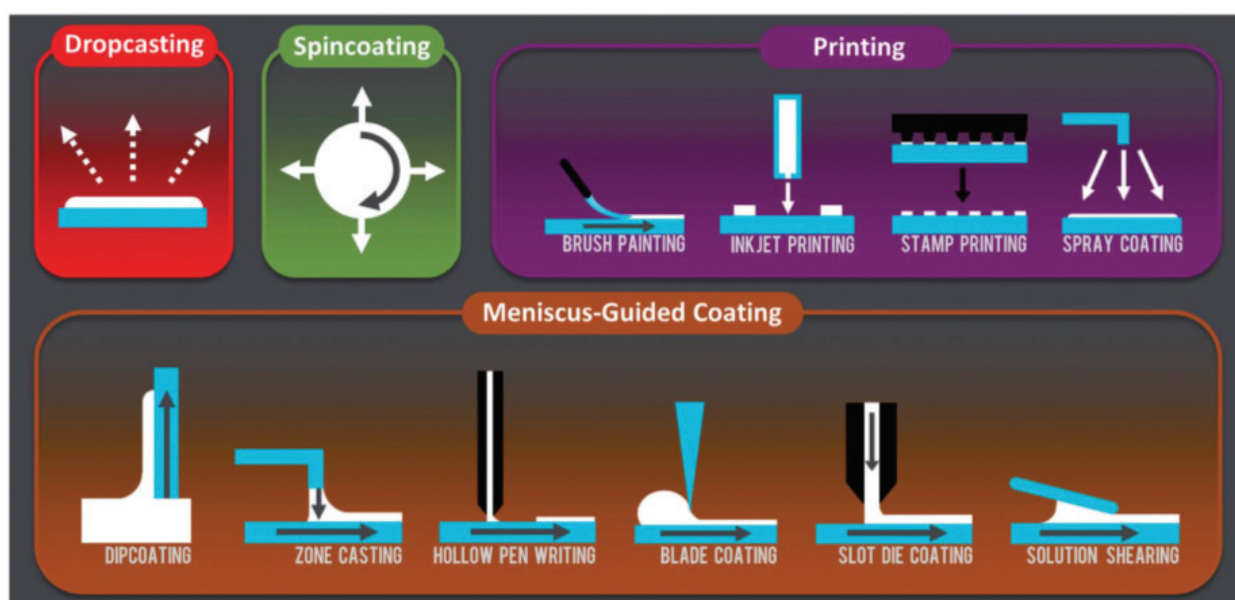 Dropcasting
Spincoating
Printing
BRUSH PAINTING
INKJET PRINTING
STAMP PRINTING
SPRAY COATING
Meniscus-Guided Coating
DIPCOATING
ZONE CASTING
HOLLOW PEN WRITING
BLADE COATING
SLOT DIE COATING
SOLUTION SHEARING